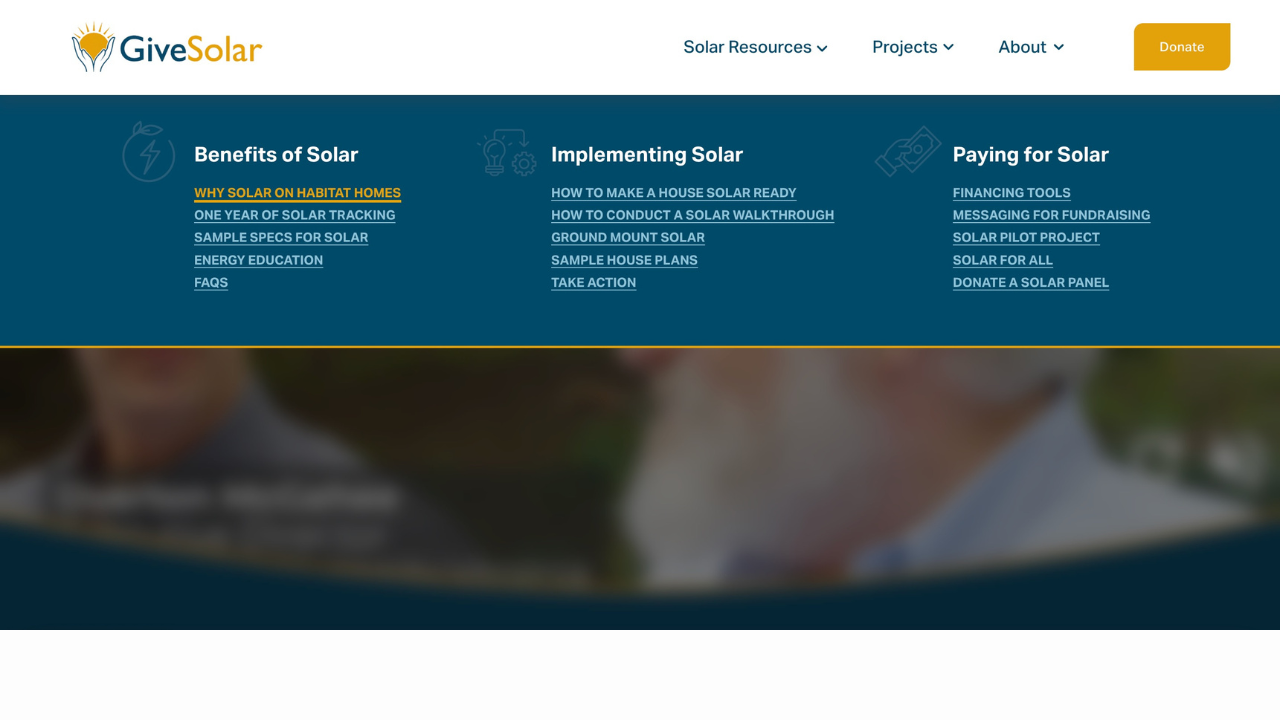 GiveSolar
Solar Resources
Projects
About
Donate
Benefits of Solar
WHY SOLAR ON HABITAT HOMES
ONE YEAR OF SOLAR TRACKING
SAMPLE SPECS FOR SOLAR
ENERGY EDUCATION
FAQS
Implementing Solar
HOW TO MAKE A HOUSE SOLAR READY
HOW TO CONDUCT A SOLAR WALKTHROUGH
GROUND MOUNT SOLAR
SAMPLE HOUSE PLANS
TAKE ACTION
Paying for Solar
FINANCING TOOLS
MESSAGING FOR FUNDRAISING
SOLAR PILOT PROJECT
SOLAR FOR ALL
DONATE A SOLAR PANEL